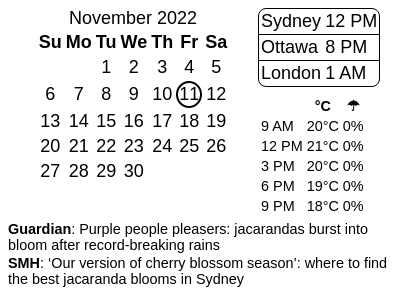 November 2022
Su Mo Tu We Th Fr Sa
1 2 3 4 5
6 7 8 9 10 11 12
13 14 15 16 17 18 19
20 21 22 23 24 25 26
27 28 29 30
Sydney 12 PM
Ottawa 8 PM
London 1 AM
°C ☂
9 AM 20°C 0%
12 PM 21°C 0%
3 PM 20°C 0%
6 PM 19°C 0%
9 PM 18°C 0%
Guardian: Purple people pleasers: jacarandas burst into
bloom after record-breaking rains
SMH: ‘Our version of cherry blossom season’: where to find
the best jacaranda blooms in Sydney